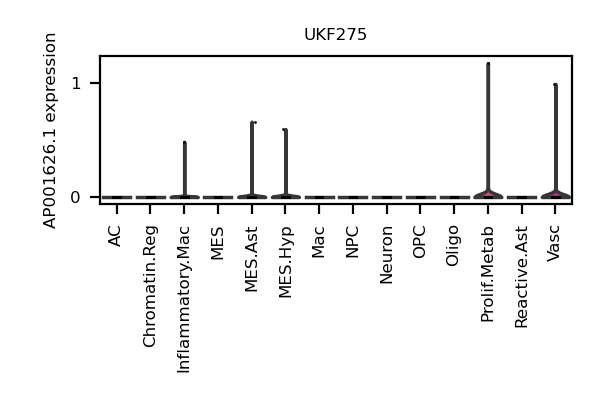 UKF275
AP001626.1 expression
1
0
AC
Chromatin.Reg
Inflammatory.Mac
MES
MES.Ast
MES.Hyp
Mac
NPC
Neuron
OPC
Oligo
Prolif.Metab
Reactive.Ast
Vasc